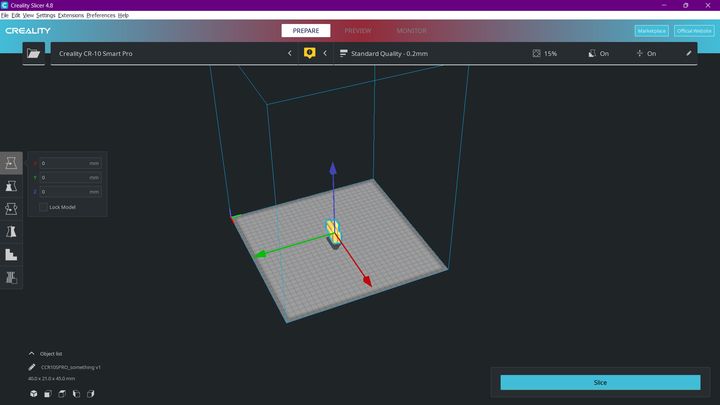 Creality Slicer 4.8
File Edit View Settings Extensions Preferences Help
CREALITY
PREPARE PREVIEW MONITOR
Marketplace Official Website
Creality CR-10 Smart Pro
Standard Quality - 0.2mm
15% On On
X 0 mm
Y 0 mm
Z 0 mm
Lock Model
Object list
CCR10SPRO_something v1
40.0 x 21.0 x 45.0 mm
Slice